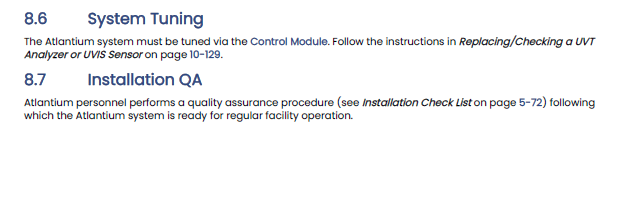 8.6 System Tuning
The Atlantium system must be tuned via the Control Module. Follow the instructions in Replacing/Checking a UVT
Analyzer or UVIS Sensor on page 10-129.
8.7 Installation QA
Atlantium personnel performs a quality assurance procedure (see Installation Check List on page 5-72) following
which the Atlantium system is ready for regular facility operation.